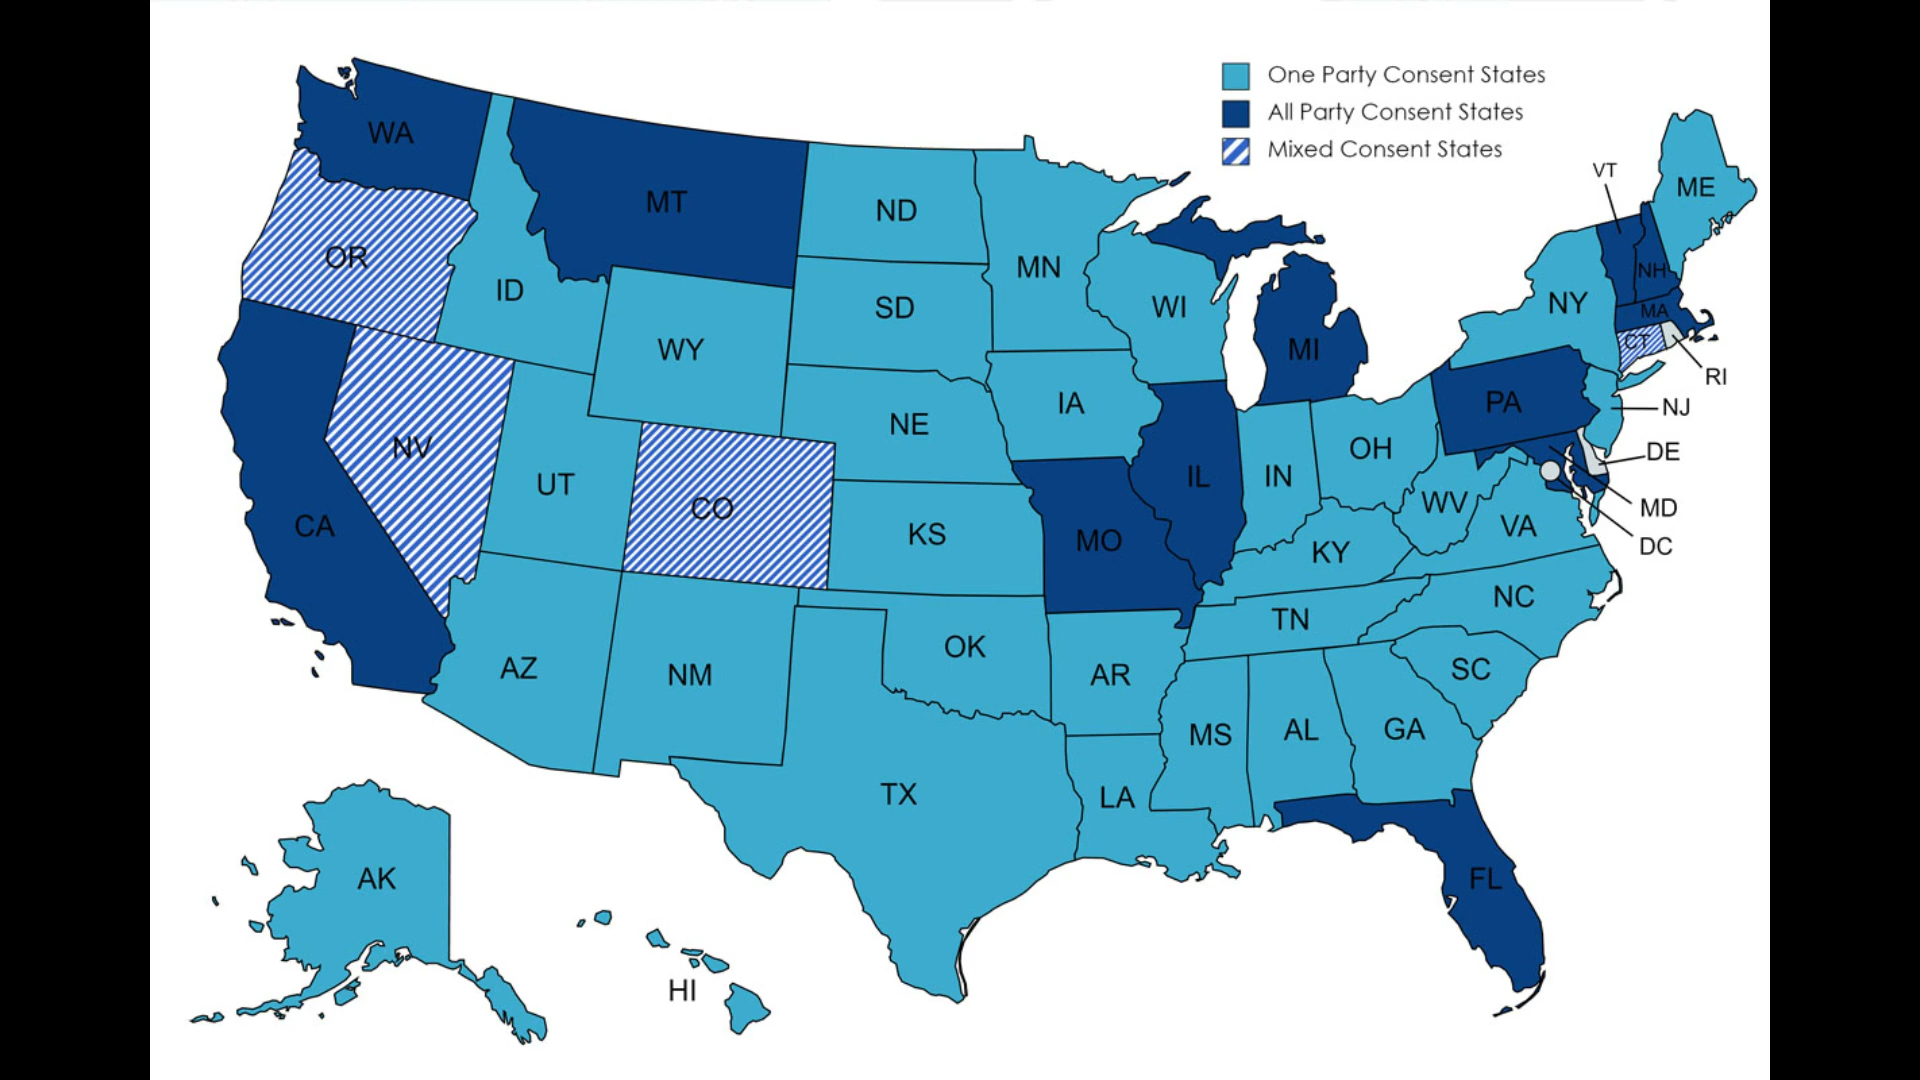 One Party Consent States
All Party Consent States
Mixed Consent States
WA
VT
ME
MT
ND
OR
MN
NH
ID
SD
WI
NY
MA
CT
WY
MI
RI
IA
PA
NJ
NE
NV
OH
DE
UT
IL
IN
CO
WV
MD
CA
KS
MO
VA
DC
KY
NC
TN
OK
AZ
NM
AR
SC
MS
AL
GA
TX
LA
AK
FL
HI